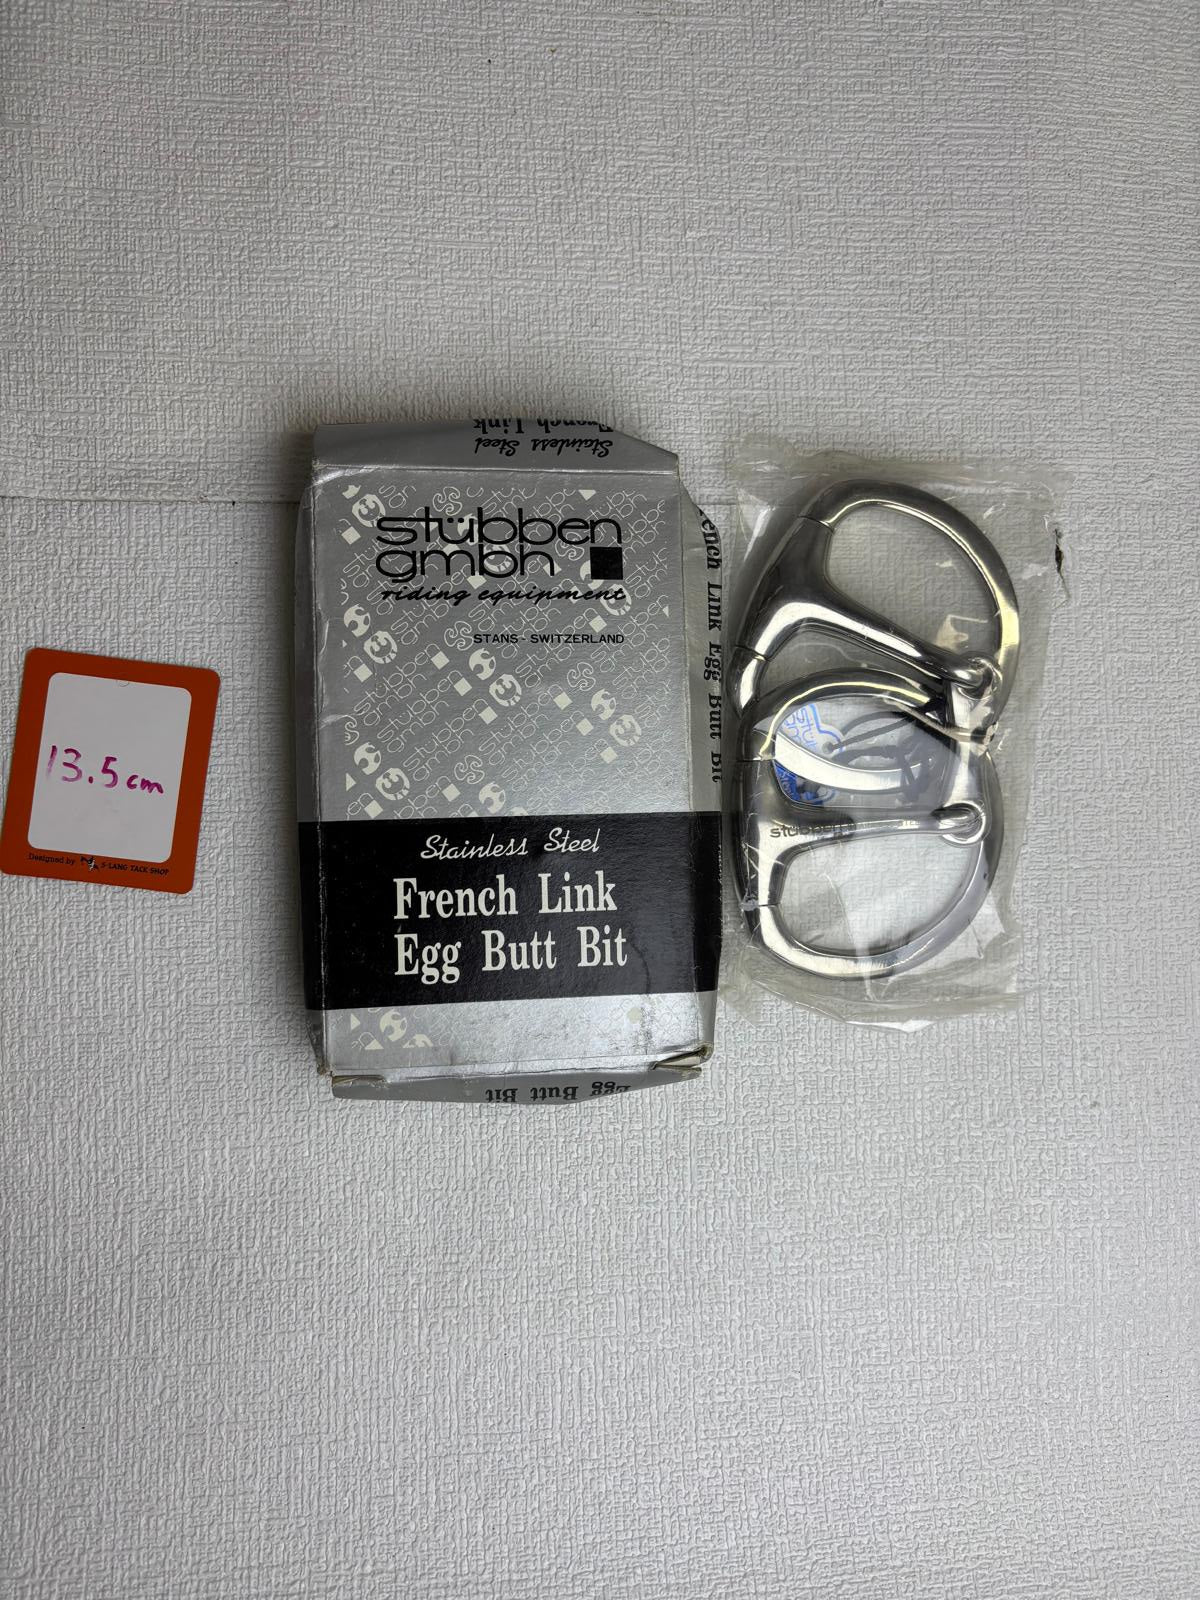 French Link
Stainless Steel
stübben
gmbh
riding equipment
STANS - SWITZERLAND
Stainless Steel
French Link
Egg Butt Bit
Egg Butt Bit
French Link Egg Butt Bit
13.5cm
Designed by S-LANG TACK SHOP
stübben